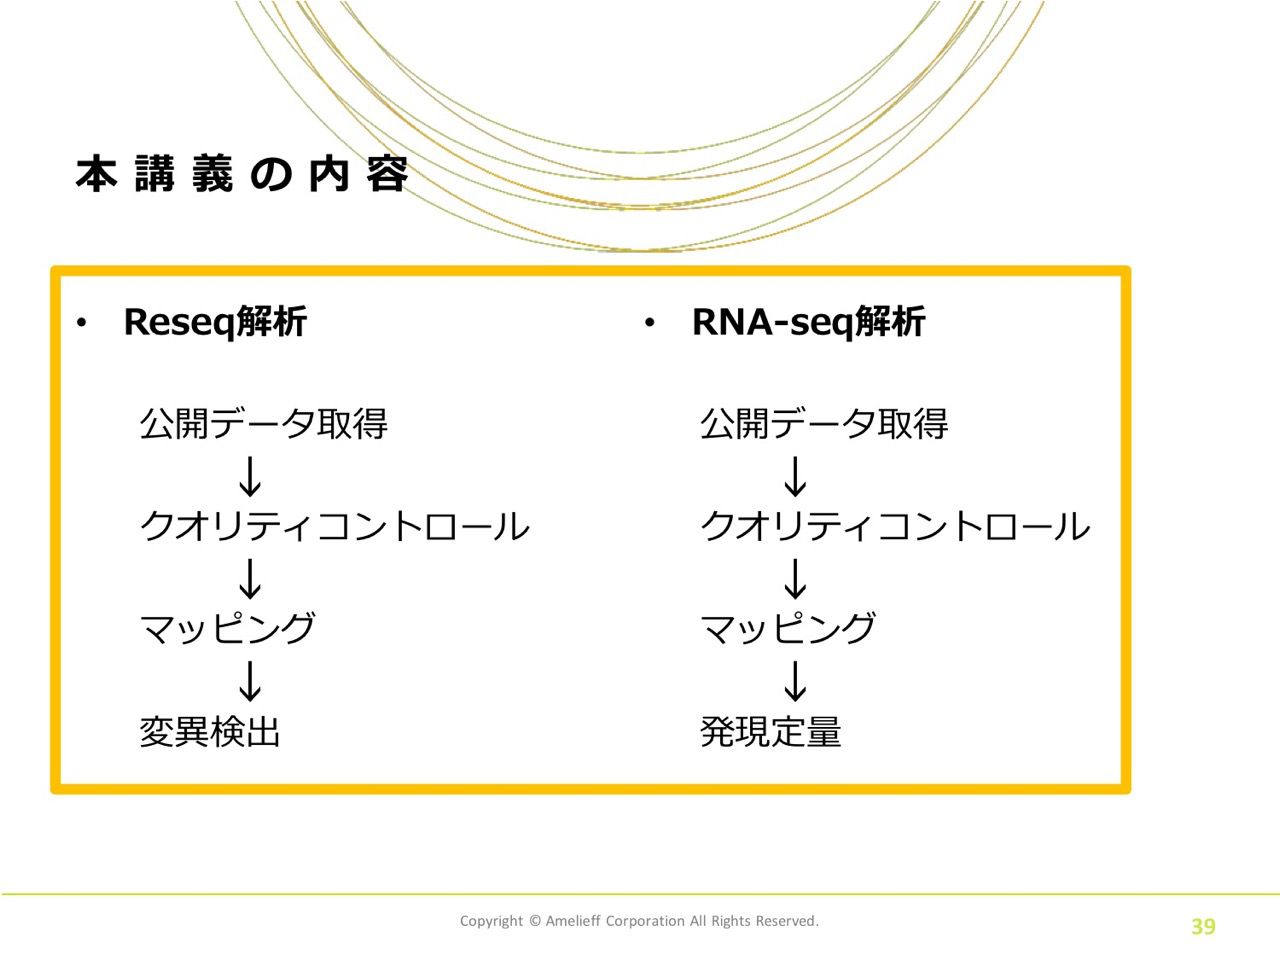 本講義の内容
• Reseq解析
公開データ取得
↓
クオリティコントロール
↓
マッピング
↓
変異検出
• RNA-seq解析
公開データ取得
↓
クオリティコントロール
↓
マッピング
↓
発現定量
Copyright © Amelieff Corporation All Rights Reserved.
39